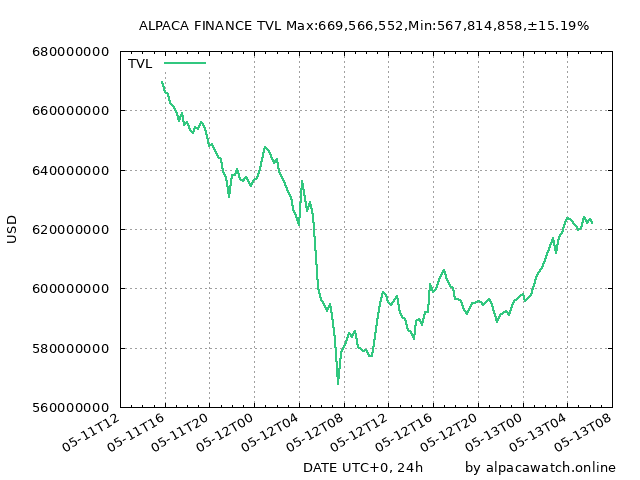 ALPACA FINANCE TVL Max:669,566,552,Min:567,814,858,±15.19%
680000000
TVL
660000000
640000000
620000000
USD
600000000
580000000
560000000
05-11T12
05-11T16
05-11T20
05-12T00
05-12T04
05-12T08
05-12T12
05-12T16
05-12T20
05-13T00
05-13T04
05-13T08
DATE UTC+0, 24h
by alpacawatch.online